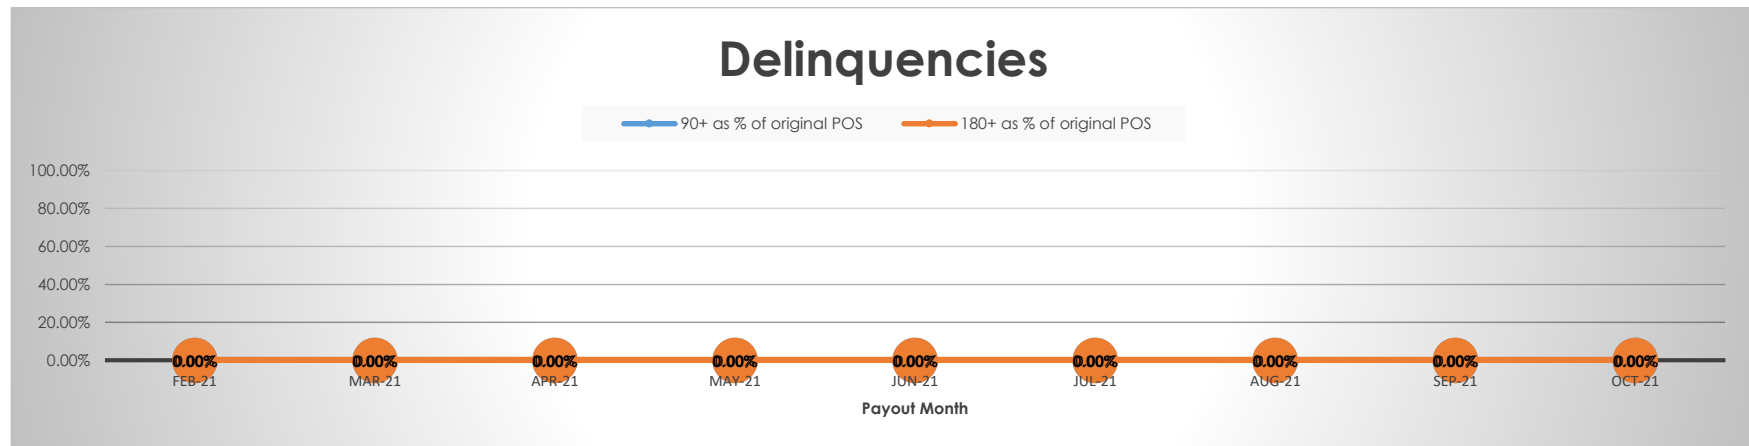 Delinquencies
90+ as % of original POS 180+ as % of original POS
100.00%
80.00%
60.00%
40.00%
20.00%
0.00% 0.00% 0.00% 0.00% 0.00% 0.00% 0.00% 0.00% 0.00% 0.00%
FEB-21 MAR-21 APR-21 MAY-21 JUN-21 JUL-21 AUG-21 SEP-21 OCT-21
Payout Month